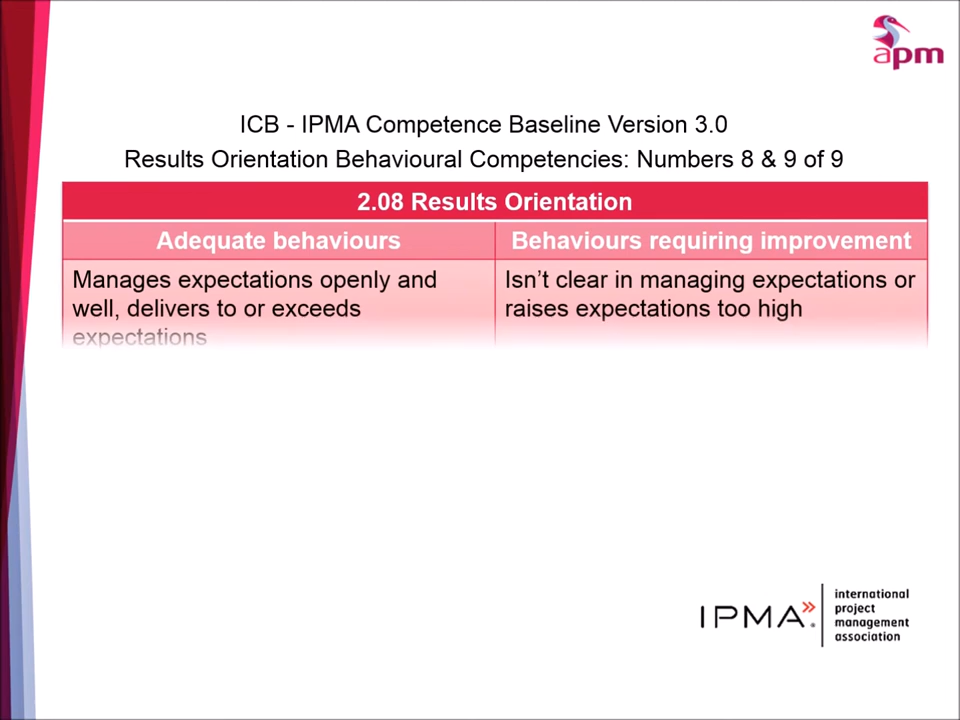 apm
ICB - IPMA Competence Baseline Version 3.0
Results Orientation Behavioural Competencies: Numbers 8 & 9 of 9
2.08 Results Orientation
Adequate behaviours
Behaviours requiring improvement
Manages expectations openly and
well, delivers to or exceeds
expectations
Isn’t clear in managing expectations or
raises expectations too high
IPMA®
international
project
management
association